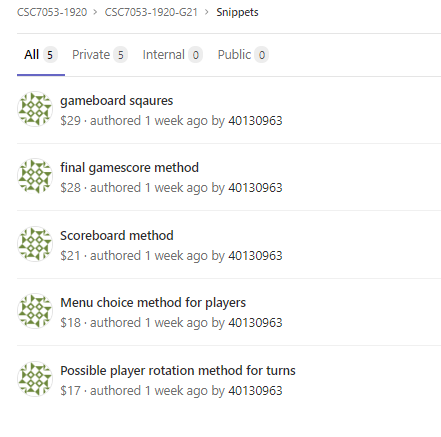 CSC7053-1920 > CSC7053-1920-G21 > Snippets
All 5 Private 5 Internal 0 Public 0
gameboard sqaures
$29 · authored 1 week ago by 40130963
final gamescore method
$28 · authored 1 week ago by 40130963
Scoreboard method
$21 · authored 1 week ago by 40130963
Menu choice method for players
$18 · authored 1 week ago by 40130963
Possible player rotation method for turns
$17 · authored 1 week ago by 40130963